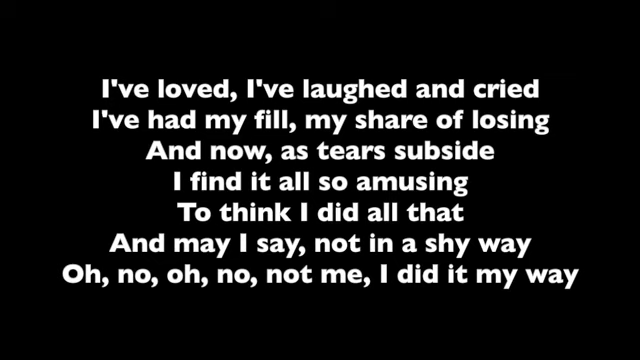 I've loved, I've laughed and cried
I've had my fill, my share of losing
And now, as tears subside
I find it all so amusing
To think I did all that
And may I say, not in a shy way
Oh, no, oh, no, not me, I did it my way